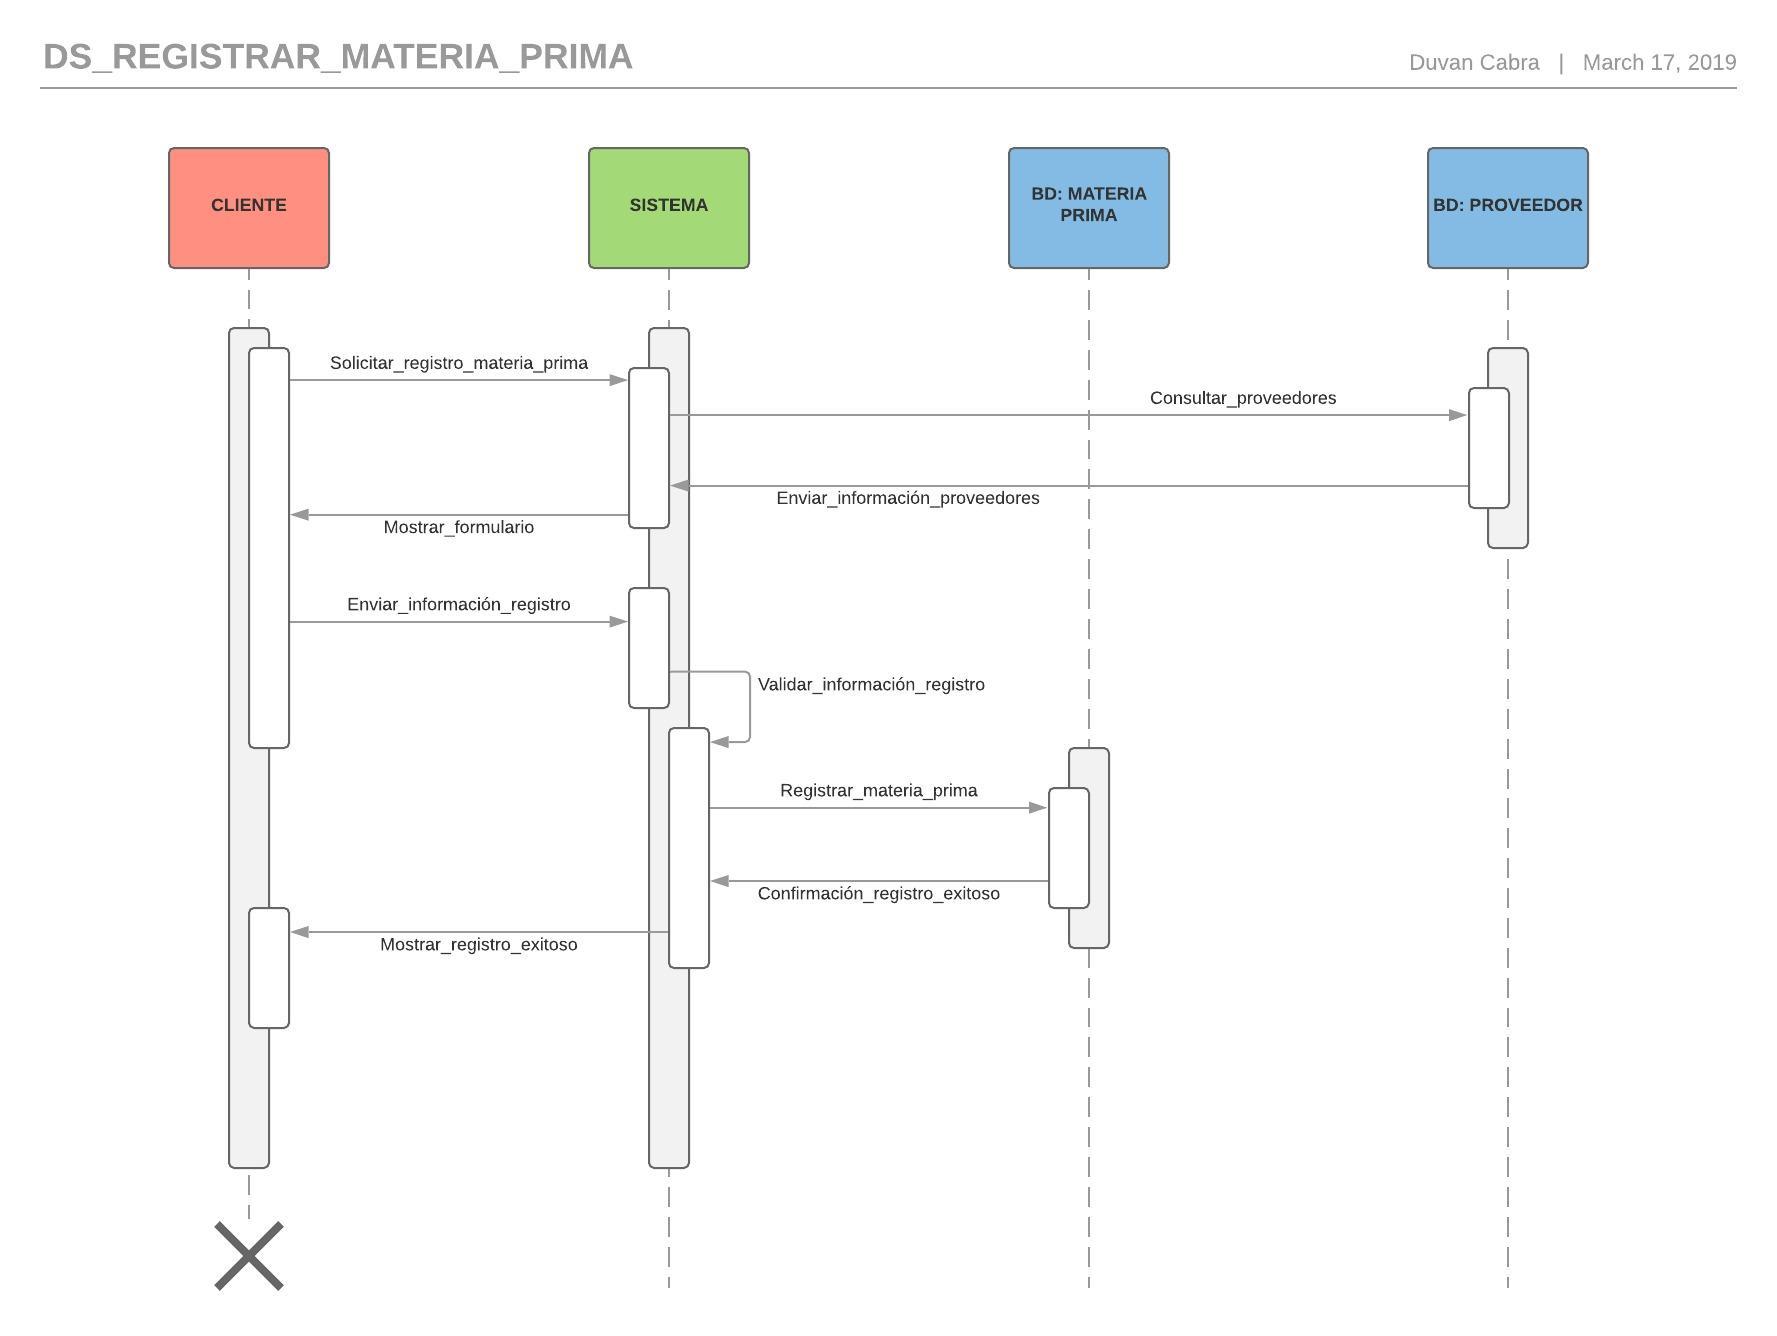 DS_REGISTRAR_MATERIA_PRIMA
Duvan Cabra | March 17, 2019
CLIENTE
SISTEMA
BD: MATERIA
PRIMA
BD: PROVEEDOR
Solicitar_registro_materia_prima
Consultar_proveedores
Enviar_información_proveedores
Mostrar_formulario
Enviar_información_registro
Validar_información_registro
Registrar_materia_prima
Confirmación_registro_exitoso
Mostrar_registro_exitoso